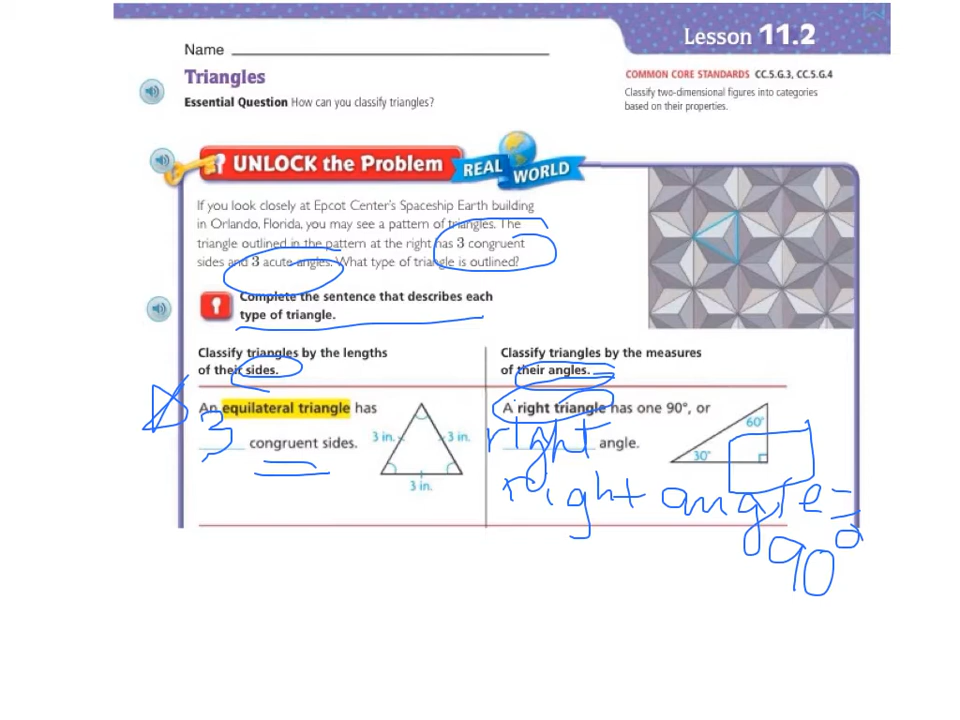 Lesson 11.2
Name
Triangles
COMMON CORE STANDARDS CC.5.G.3, CC.5.G.4
Essential Question How can you classify triangles?
Classify two-dimensional figures into categories
based on their properties.
UNLOCK the Problem REAL WORLD
If you look closely at Epcot Center's Spaceship Earth building
in Orlando, Florida, you may see a pattern of triangles. The
triangle outlined in the pattern at the right has 3 congruent
sides and 3 acute angles. What type of triangle is outlined?
Complete the sentence that describes each
type of triangle.
Classify triangles by the lengths
of their sides.
An equilateral triangle has
3 congruent sides.
3 in. 3 in.
3 in.
Classify triangles by the measures
of their angles.
A right triangle has one 90°, or
right angle.
60°
30°
right angle =
90°